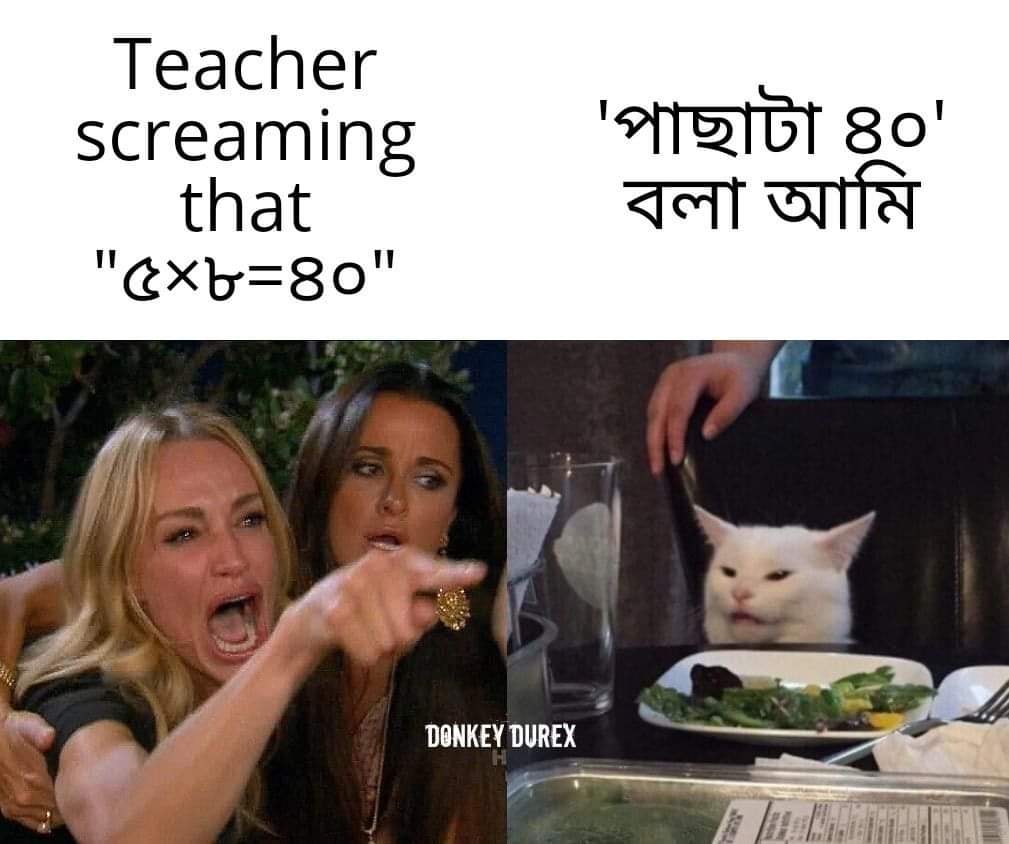 Teacher
screaming
that
"৫×৮=৪০"
'পাছাটা ৪০'
বলা আমি
DONKEY DUREX
H